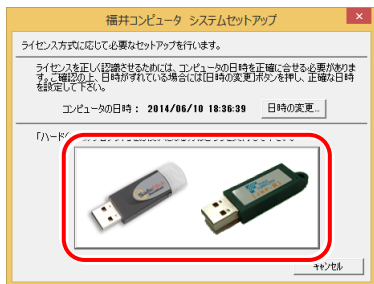 福井コンピュータ システムセットアップ
ライセンス方式に応じて必要なセットアップを行います。
ライセンスを正しく認識させるためには、コンピュータの日時を正確に合せる必要がありま
す。ご確認の上、日時がずれている場合には[日時の変更]ボタンを押し、正確な日時
を設定して下さい。
コンピュータの日時： 2014/06/10 18:36:39
日時の変更...
「ハード
キャンセル